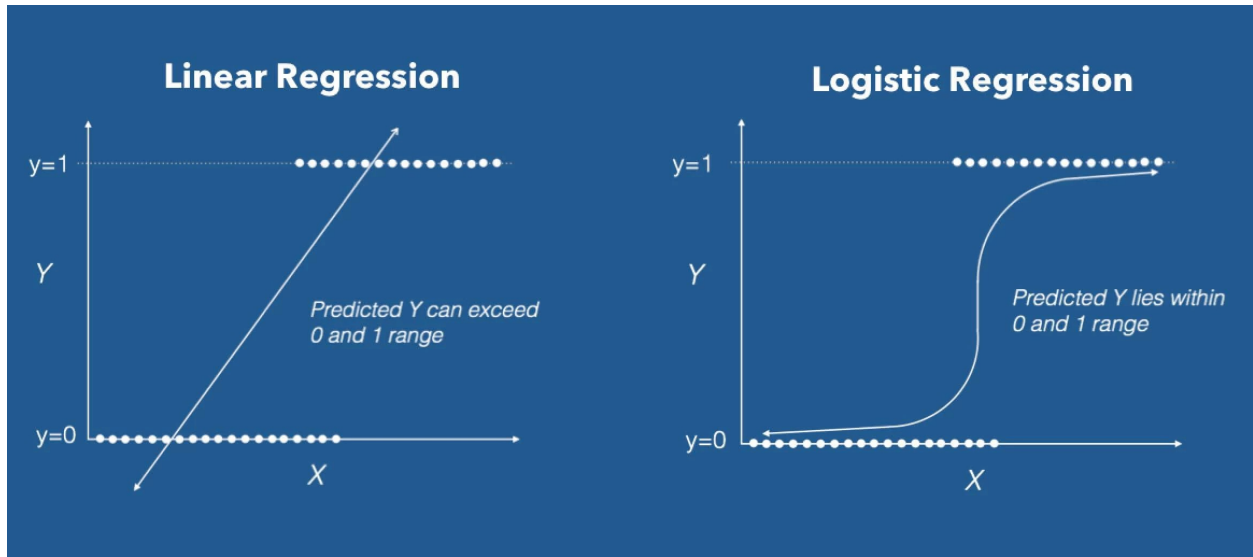 Linear Regression
y=1
Y
Predicted Y can exceed
0 and 1 range
y=0
X
Logistic Regression
y=1
Y
Predicted Y lies within
0 and 1 range
y=0
X